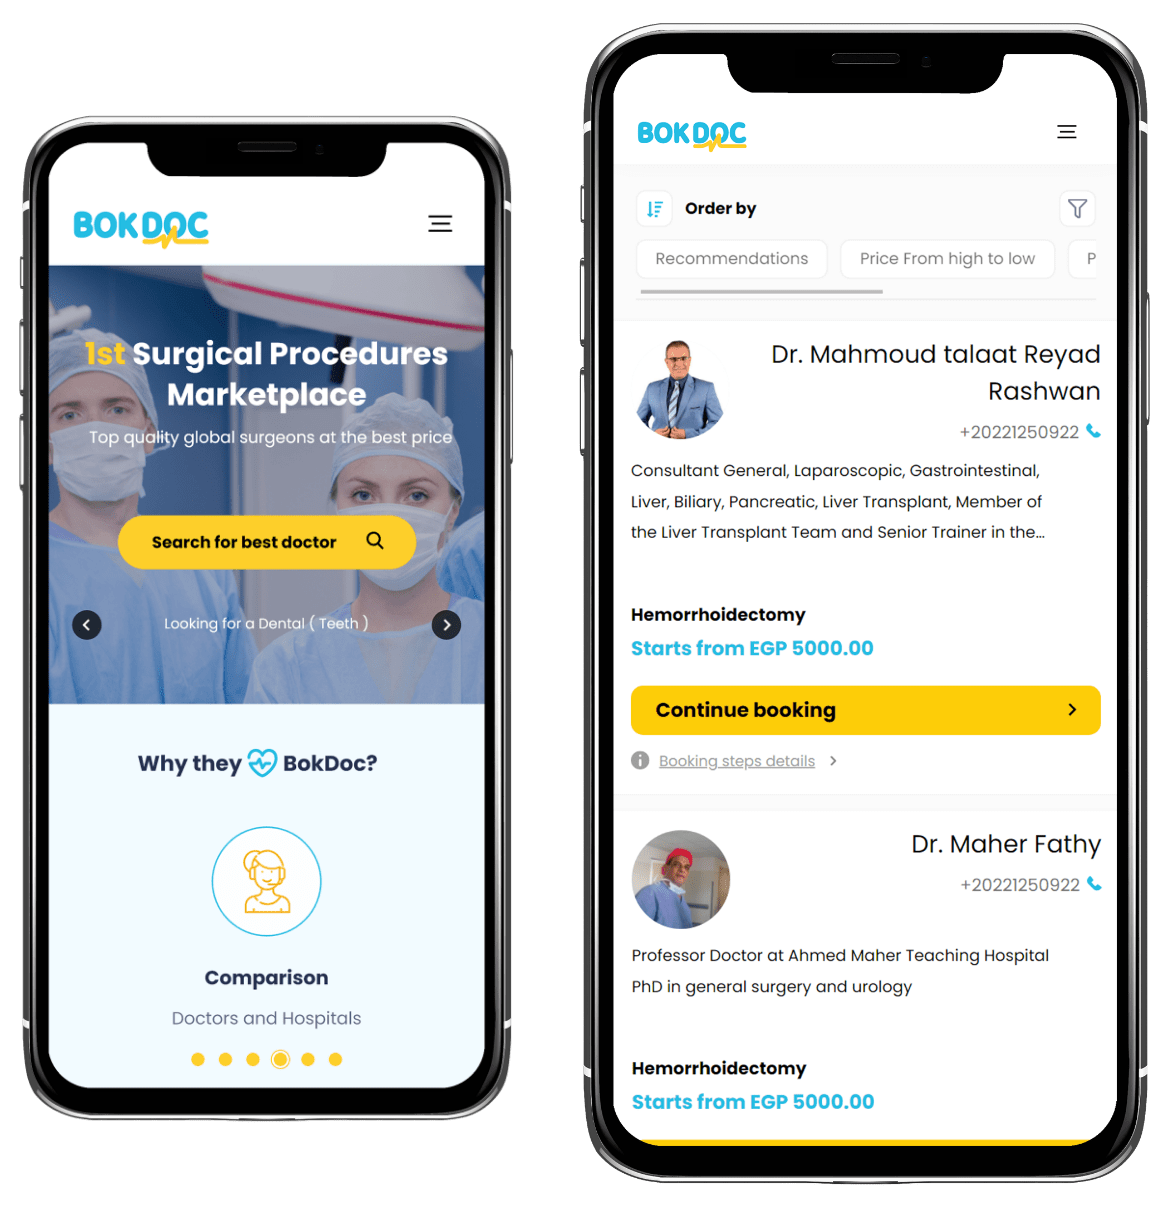 BOKDOC
1st Surgical Procedures
Marketplace
Top quality global surgeons at the best price
Search for best doctor
Looking for a Dental ( Teeth )
Why they BokDoc?
Comparison
Doctors and Hospitals
BOKDOC
Order by
Recommendations
Price From high to low
P
Dr. Mahmoud talaat Reyad
Rashwan
+20221250922
Consultant General, Laparoscopic, Gastrointestinal,
Liver, Biliary, Pancreatic, Liver Transplant, Member of
the Liver Transplant Team and Senior Trainer in the...
Hemorrhoidectomy
Starts from EGP 5000.00
Continue booking
Booking steps details
Dr. Maher Fathy
+20221250922
Professor Doctor at Ahmed Maher Teaching Hospital
PhD in general surgery and urology
Hemorrhoidectomy
Starts from EGP 5000.00